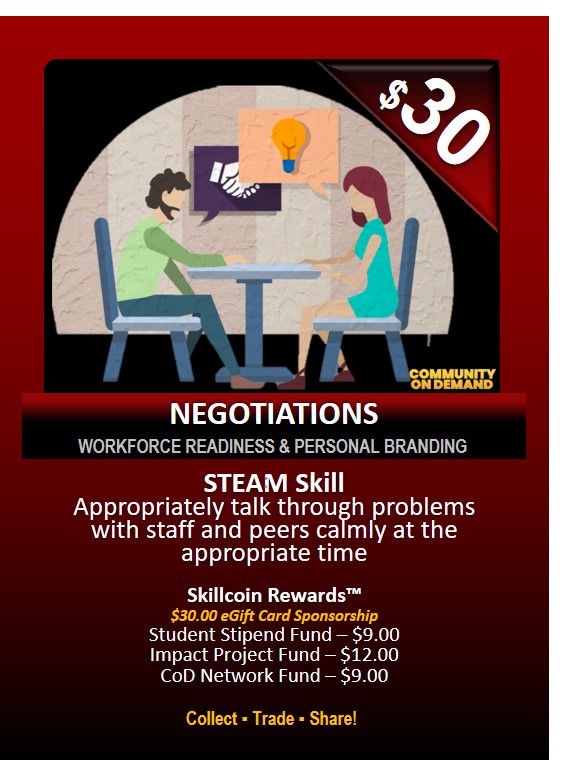 $30
COMMUNITY
ON DEMAND
NEGOTIATIONS
WORKFORCE READINESS & PERSONAL BRANDING
STEAM Skill
Appropriately talk through problems
with staff and peers calmly at the
appropriate time
Skillcoin Rewards™
$30.00 eGift Card Sponsorship
Student Stipend Fund – $9.00
Impact Project Fund – $12.00
CoD Network Fund – $9.00
Collect ▪ Trade ▪ Share!